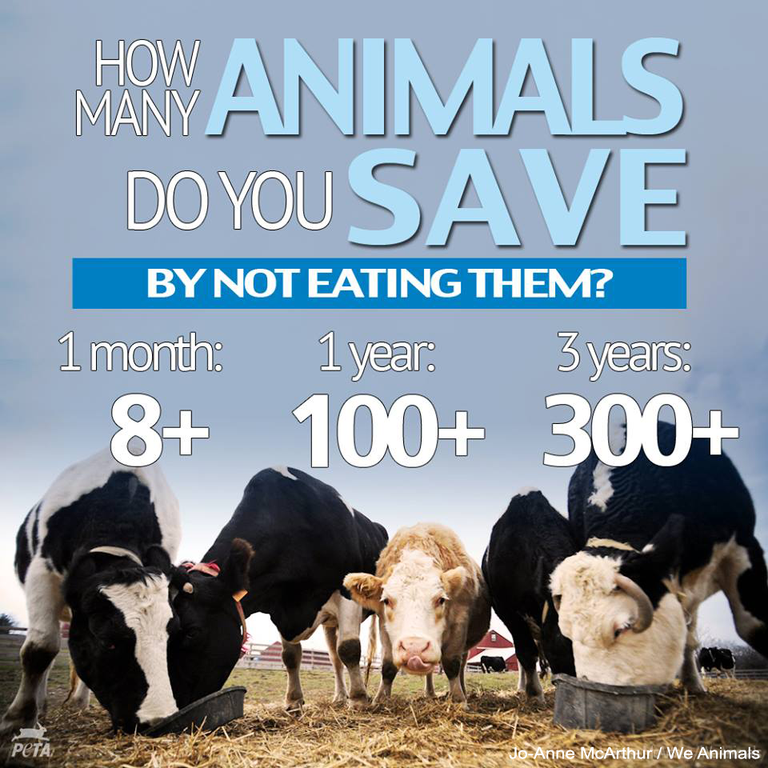 HOW MANY ANIMALS
DO YOU SAVE
BY NOT EATING THEM?
1 month: 1 year: 3 years:
8+ 100+ 300+
PETA
Jo-Anne McArthur / We Animals